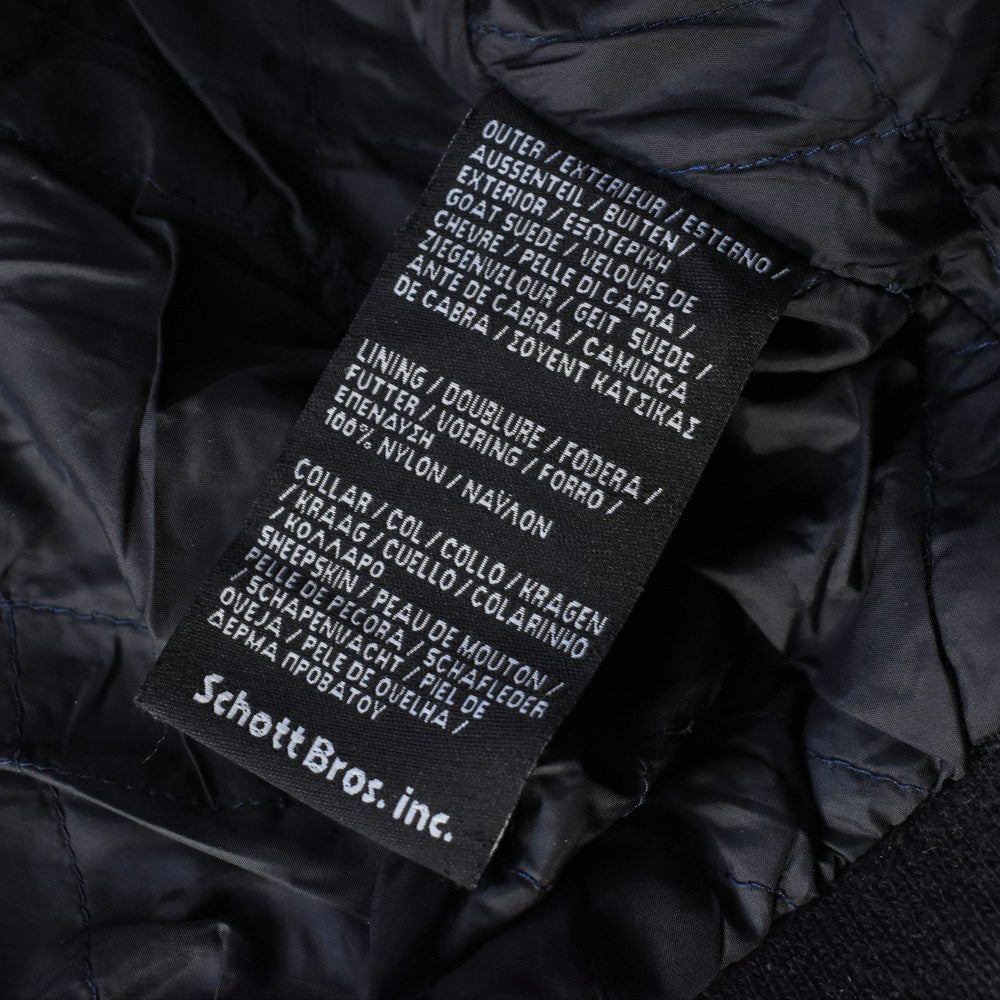 OUTER / EXTERIEUR / ESTERNO /
AUSSENTEIL / BUITEN /
EXTERIOR / ΕΞΩΤΕΡΙΚΗ
GOAT SUEDE / VELOURS DE
CHEVRE / PELLE DI CAPRA /
ZIEGENVELOUR / GEIT SUEDE /
ANTE DE CABRA / CAMURCA
DE CABRA / ΣΟΥΕΝΤ ΚΑΤΣΙΚΑΣ
LINING / DOUBLURE / FODERA /
FUTTER / VOERING / FORRO /
ΕΠΕΝΔΥΣΗ
100% NYLON / ΝΑΥΛΟΝ
COLLAR / COL / COLLO / KRAGEN
/ KRAAG / CUELLO / COLARINHO
/ ΚΟΛΛΑΡΟ
SHEEPSKIN / PEAU DE MOUTON /
PELLE DE PECORA / SCHAFLEDER
/ SCHAPENVACHT / PIEL DE
OVEJA / PELE DE OVELHA /
ΔΕΡΜΑ ΠΡΟΒΑΤΟΥ
Schott Bros. inc.